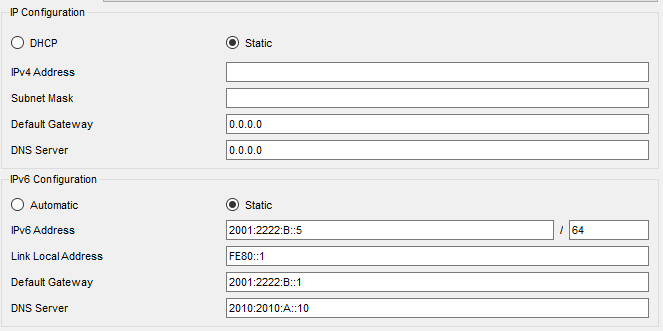 IP Configuration
DHCP Static
IPv4 Address
Subnet Mask
Default Gateway 0.0.0.0
DNS Server 0.0.0.0
IPv6 Configuration
Automatic Static
IPv6 Address 2001:2222:B::5 / 64
Link Local Address FE80::1
Default Gateway 2001:2222:B::1
DNS Server 2010:2010:A::10